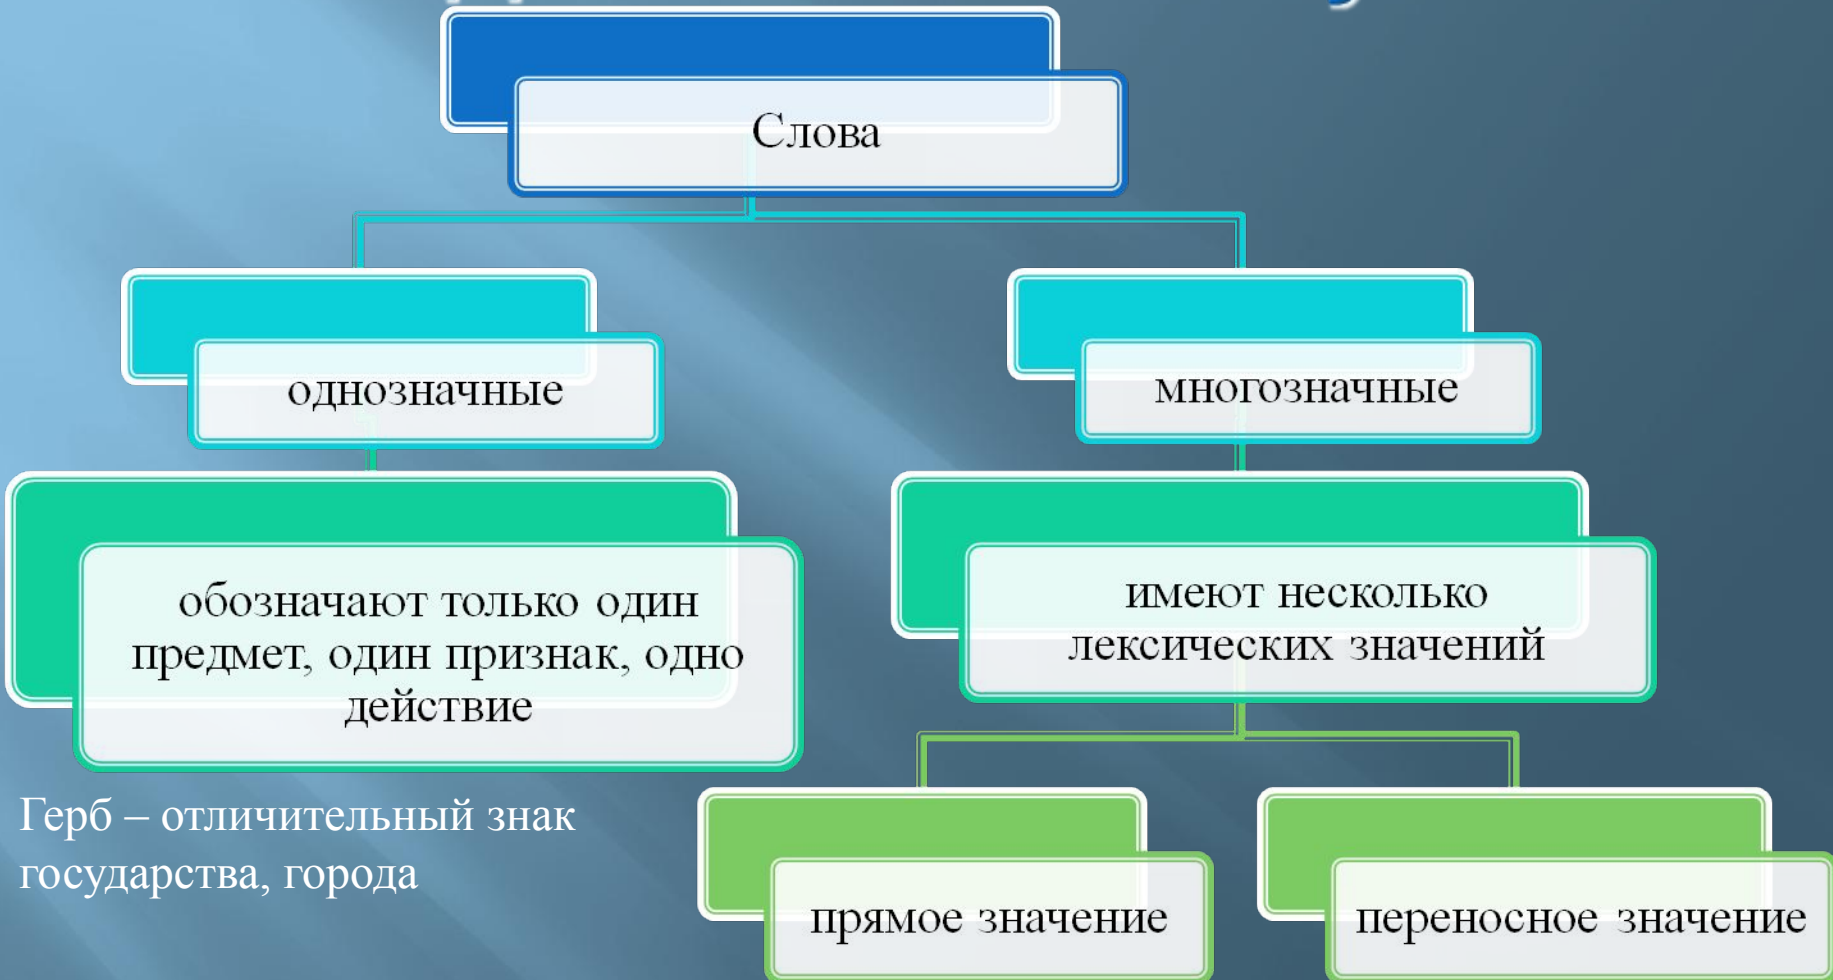 Слова
однозначные
многозначные
обозначают только один
предмет, один признак, одно
действие
имеют несколько
лексических значений
Герб – отличительный знак
государства, города
прямое значение
переносное значение